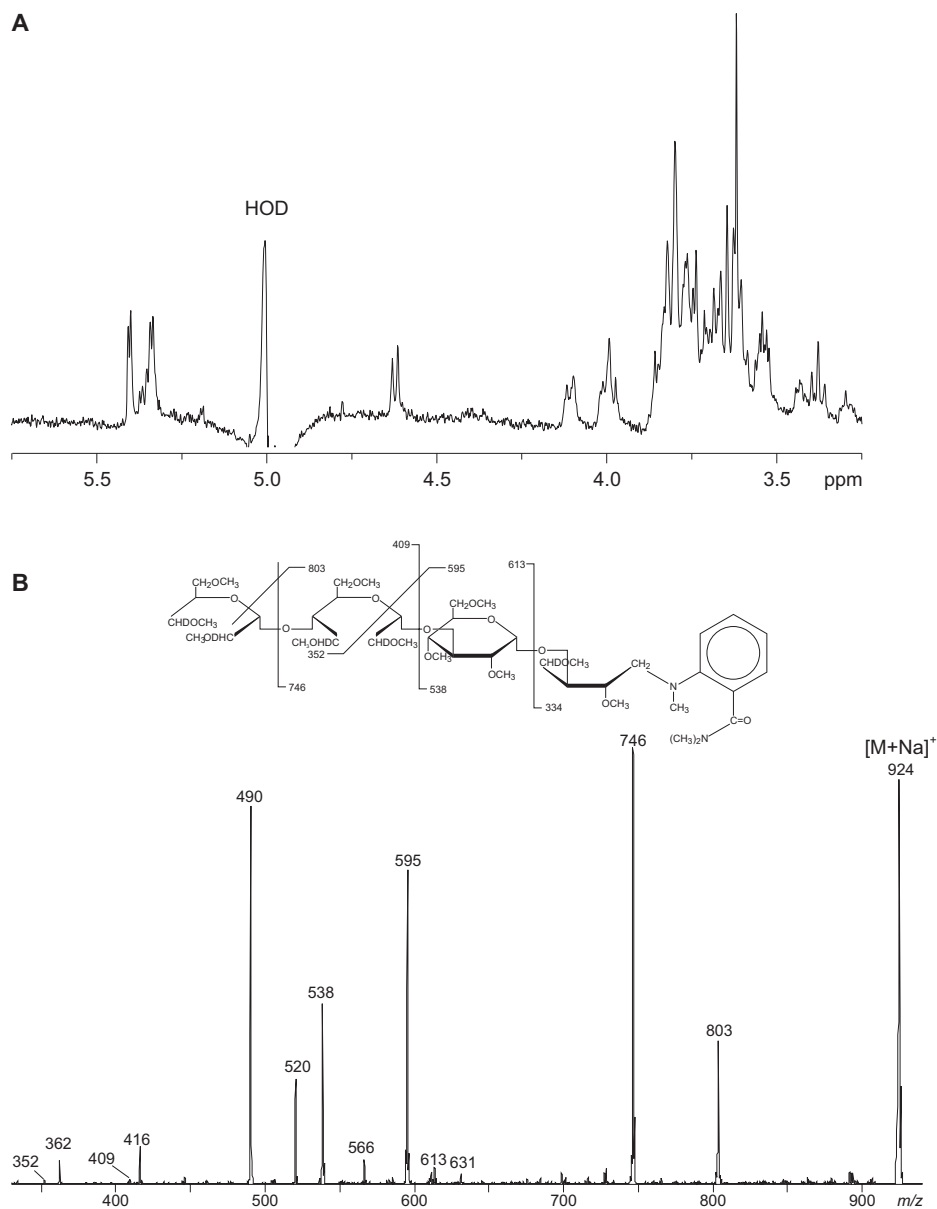 A
HOD
5.5 5.0 4.5 4.0 3.5 ppm
B
409
803 595 613
CH₂OCH₃ CH₂OCH₃
CH₂OCH₃
O O O
CHDOCH₃ O O O
CH₃ODHC CH₃OHDC CHDOCH₃ OCH₃ CHDOCH₃ CH₂
352 OCH₃
746 538 334 OCH₃ N
CH₃ C=O
(CH₃)₂N
746 [M+Na]⁺
924
490
595
538
803
520
416 566
362 613
352 409 631
400 500 600 700 800 900 m/z